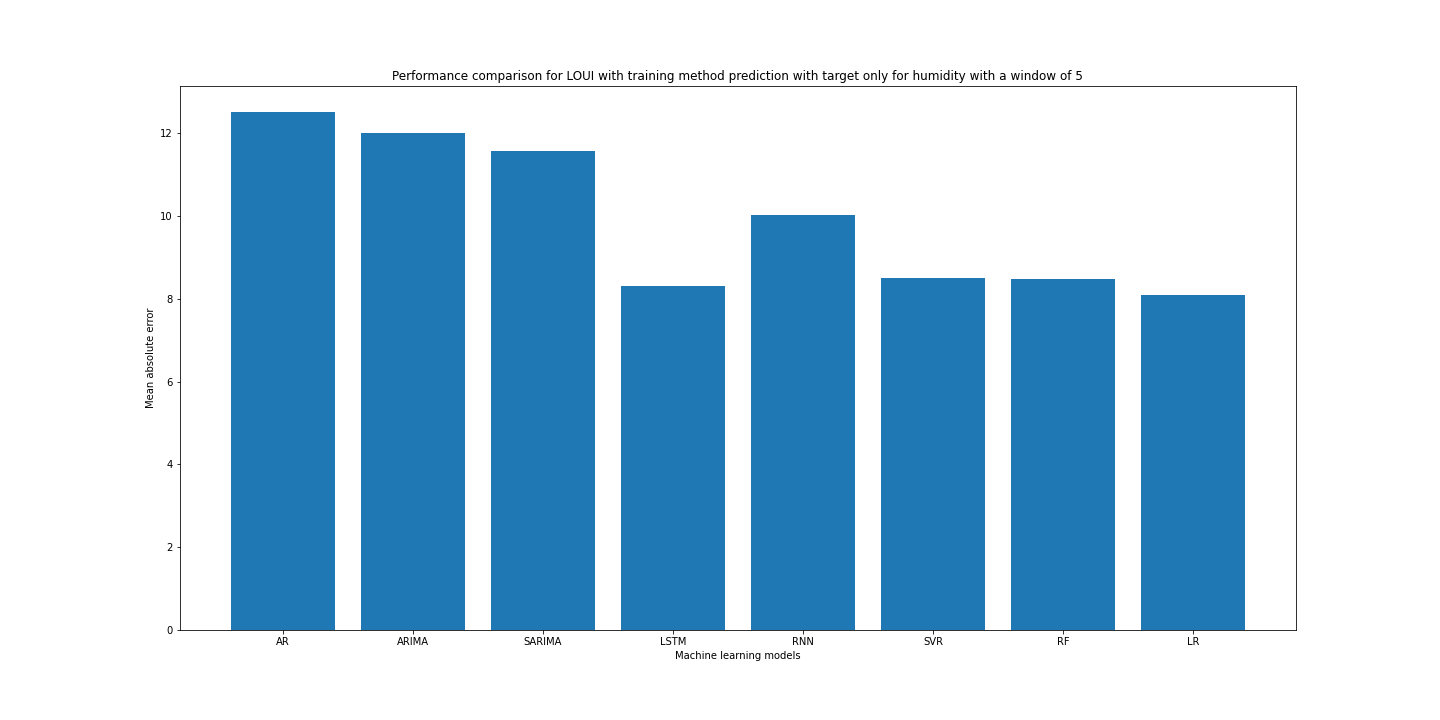 Performance comparison for LOUI with training method prediction with target only for humidity with a window of 5
12
10
8
6
4
2
0
Mean absolute error
AR ARIMA SARIMA LSTM RNN SVR RF LR
Machine learning models